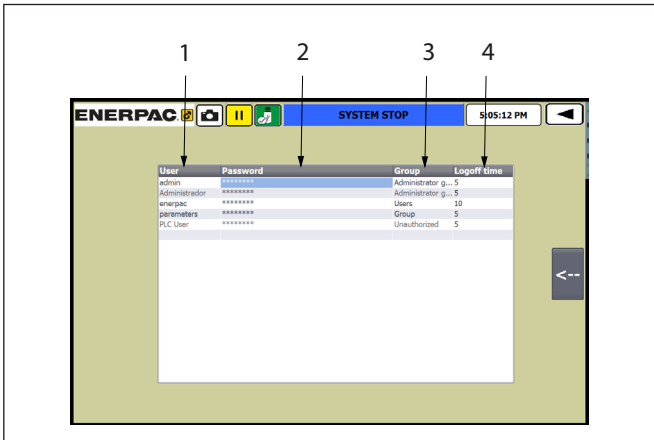 1 2 3 4
ENERPAC SYSTEM STOP 5:05:12 PM
User Password Group Logoff time
admin ******** Administrator g... 5
Administrador ******** Administrator g... 5
enerpac ******** Users 10
parameters ******** Group 5
PLC User ******** Unauthorized 5
<--